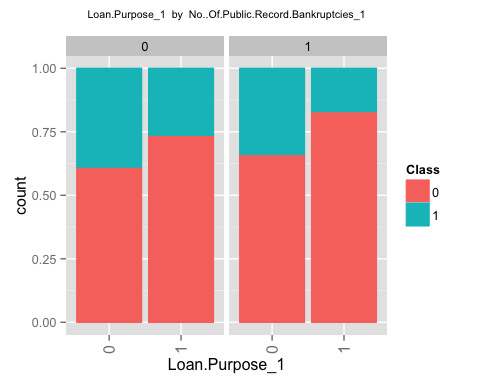 Loan.Purpose_1 by No..Of.Public.Record.Bankruptcies_1
0 1
1.00
0.75
0.50
0.25
0.00
count
0 1 0 1
Loan.Purpose_1
Class
0
1